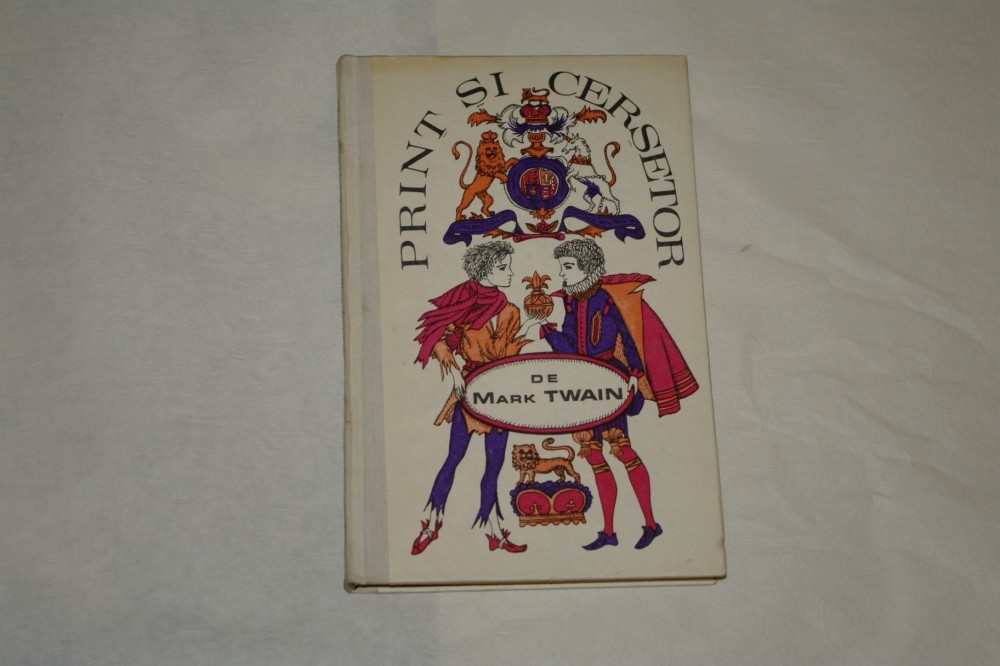 PRINT SI CERSETOR
DE
MARK TWAIN